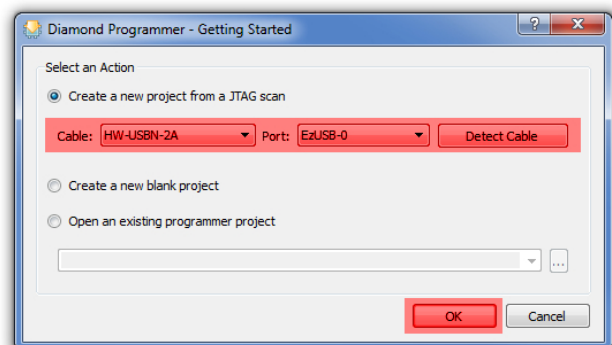 Diamond Programmer - Getting Started
Select an Action
Create a new project from a JTAG scan
Cable: HW-USBN-2A Port: EzUSB-0 Detect Cable
Create a new blank project
Open an existing programmer project
...
OK Cancel